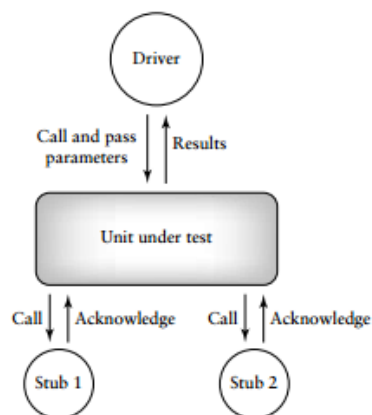 Driver
Call and pass
parameters
Results
Unit under test
Call
Acknowledge
Call
Acknowledge
Stub 1
Stub 2